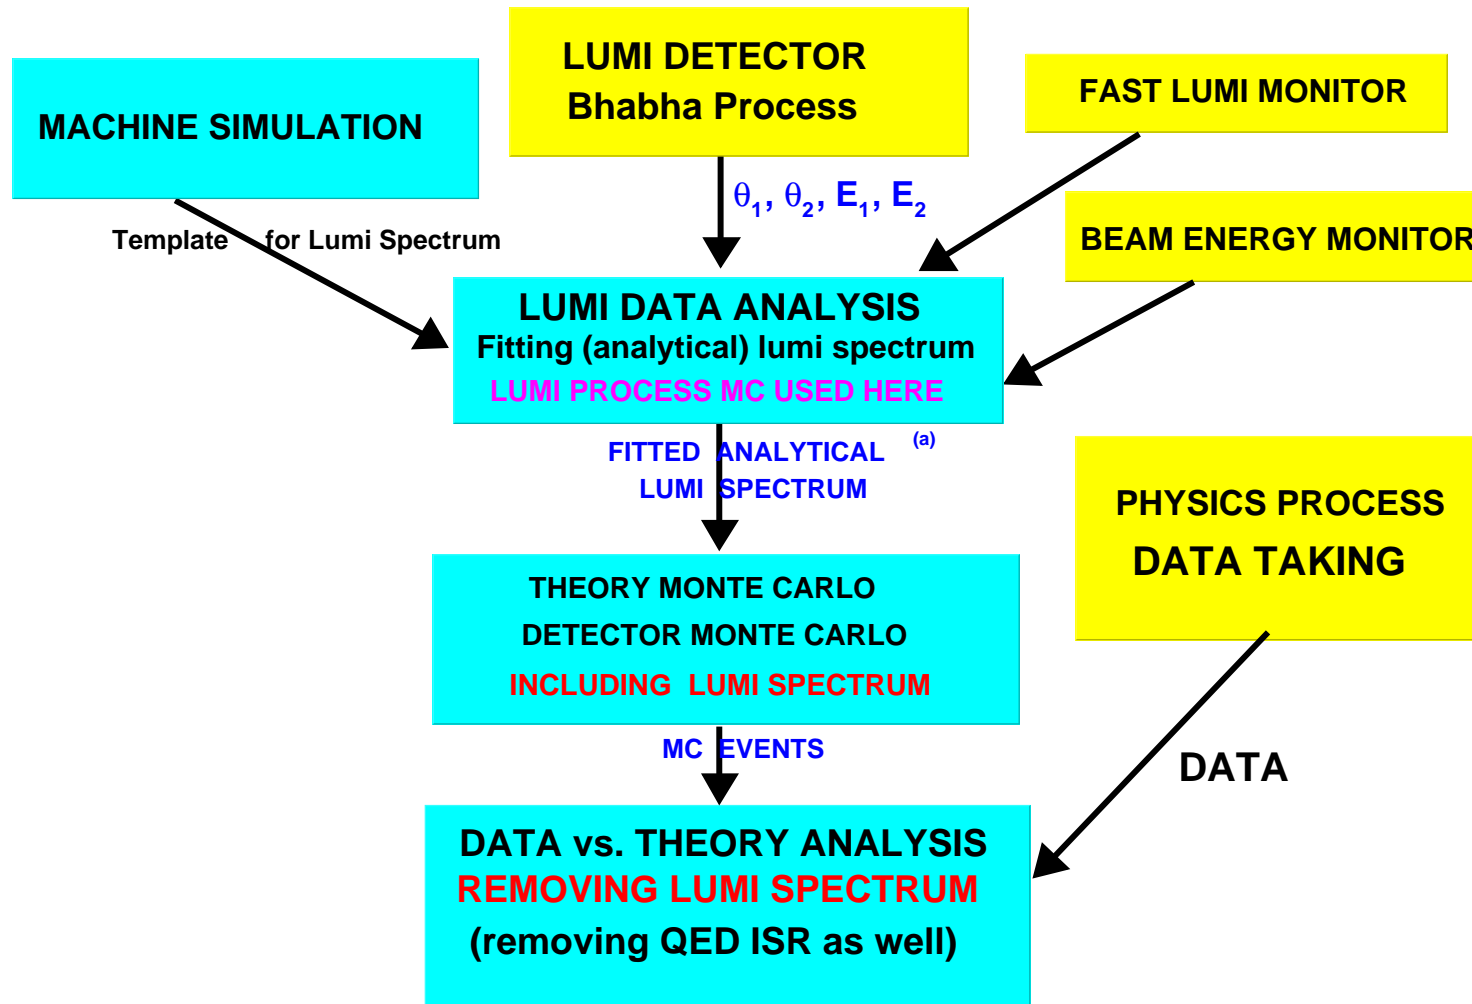 LUMI DETECTOR
Bhabha Process
FAST LUMI MONITOR
MACHINE SIMULATION
θ1, θ2, E1, E2
BEAM ENERGY MONITOR
Template for Lumi Spectrum
LUMI DATA ANALYSIS
Fitting (analytical) lumi spectrum
LUMI PROCESS MC USED HERE
FITTED ANALYTICAL (a)
LUMI SPECTRUM
PHYSICS PROCESS
DATA TAKING
THEORY MONTE CARLO
DETECTOR MONTE CARLO
INCLUDING LUMI SPECTRUM
MC EVENTS
DATA
DATA vs. THEORY ANALYSIS
REMOVING LUMI SPECTRUM
(removing QED ISR as well)